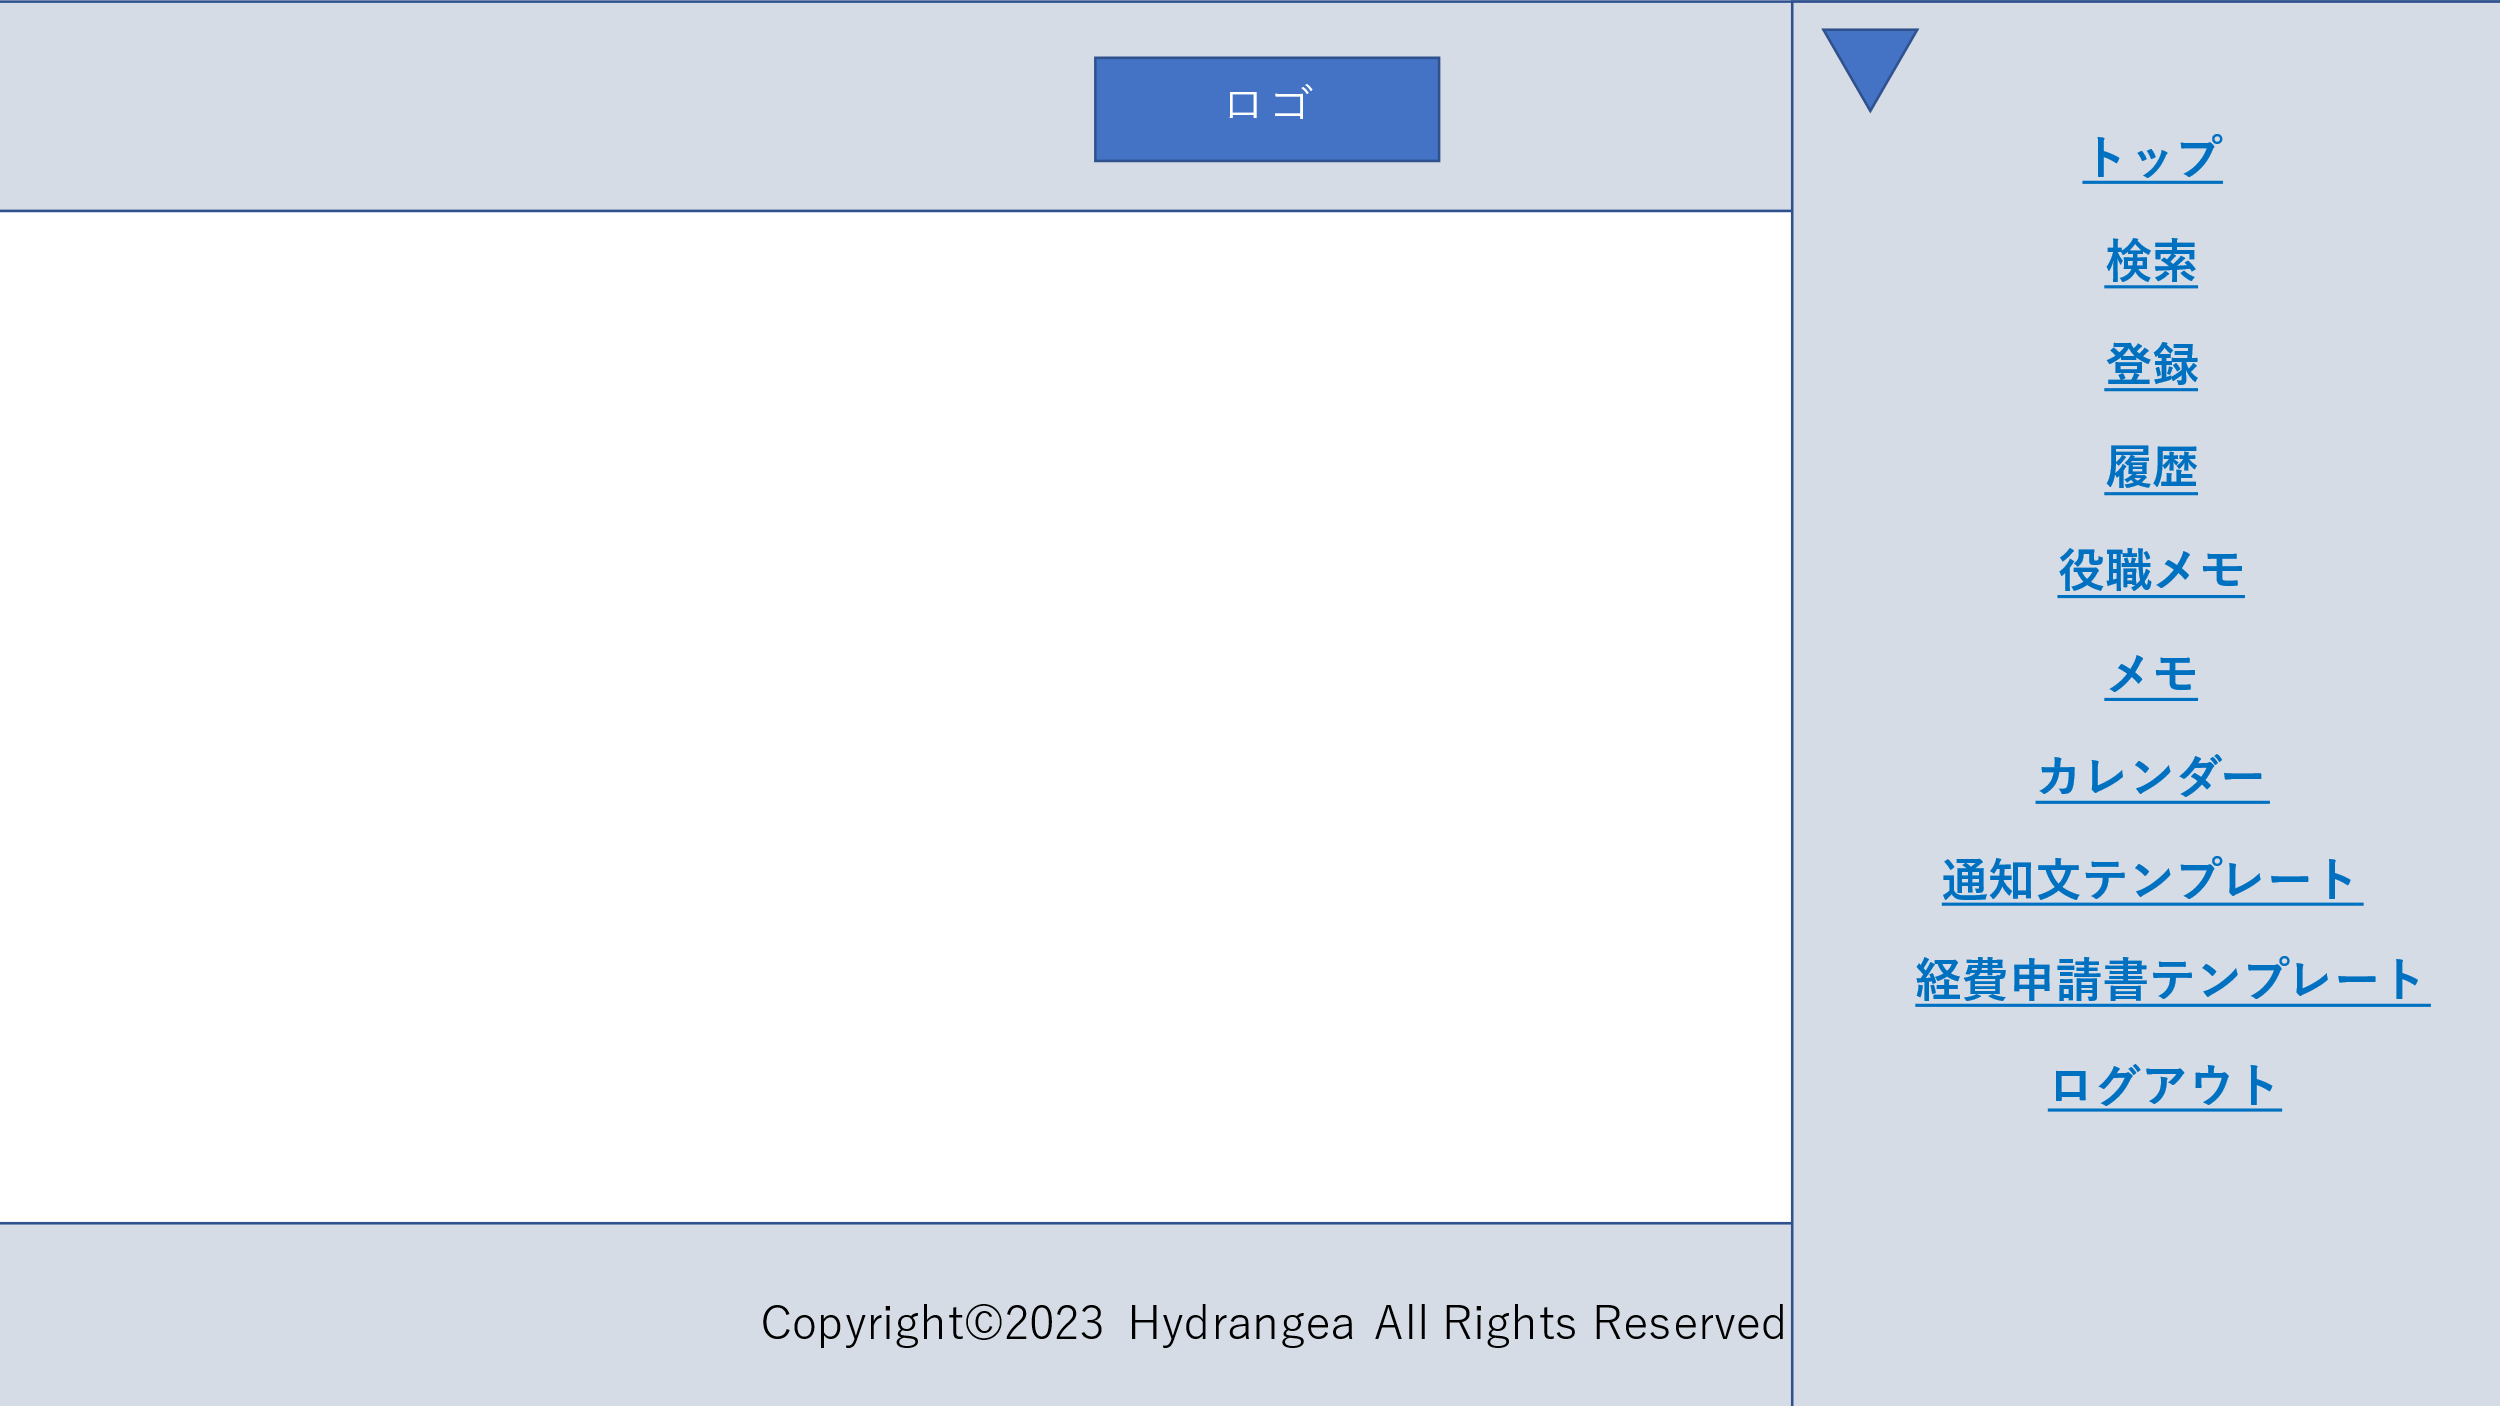 ロゴ
トップ
検索
登録
履歴
役職メモ
メモ
カレンダー
通知文テンプレート
経費申請書テンプレート
ログアウト
Copyright©2023 Hydrangea All Rights Reserved